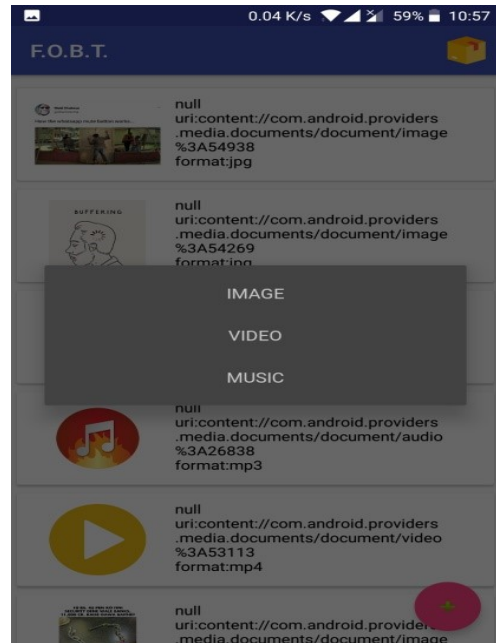 0.04 K/s 59% 10:57
F.O.B.T.
null
uri:content://com.android.providers
.media.documents/document/image
%3A54938
format:jpg
BUFFERING
null
uri:content://com.android.providers
.media.documents/document/image
%3A54269
format:jpg
IMAGE
VIDEO
MUSIC
null
uri:content://com.android.providers
.media.documents/document/audio
%3A26838
format:mp3
null
uri:content://com.android.providers
.media.documents/document/video
%3A53113
format:mp4
null
uri:content://com.android.provide
.media.documents/document/image